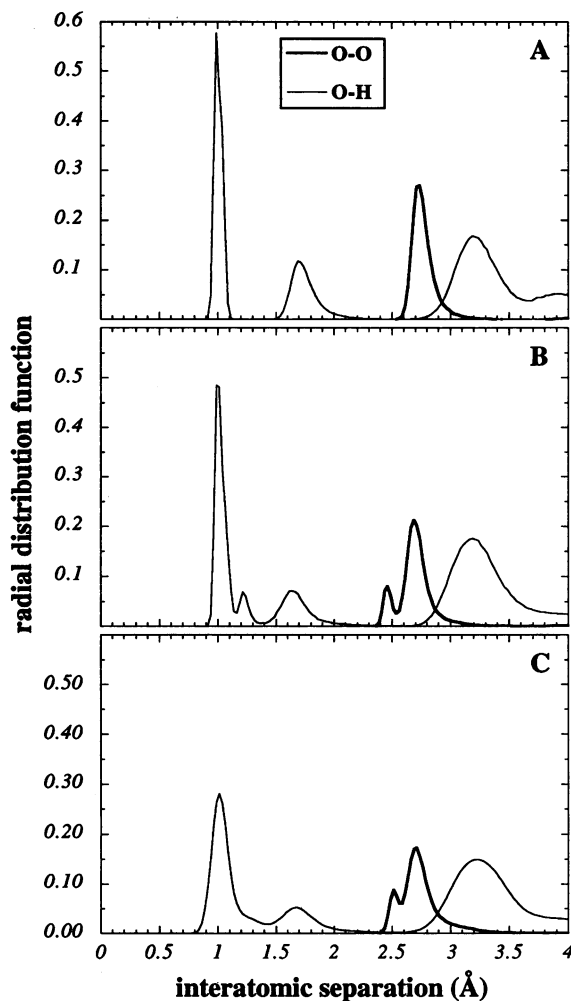 0.6
A
O-O
O-H
0.5
0.4
0.3
0.2
0.1
B
0.5
0.4
0.3
0.2
0.1
radial distribution function
C
0.50
0.40
0.30
0.20
0.10
0.00
0 0.5 1 1.5 2 2.5 3 3.5 4
interatomic separation (Å)